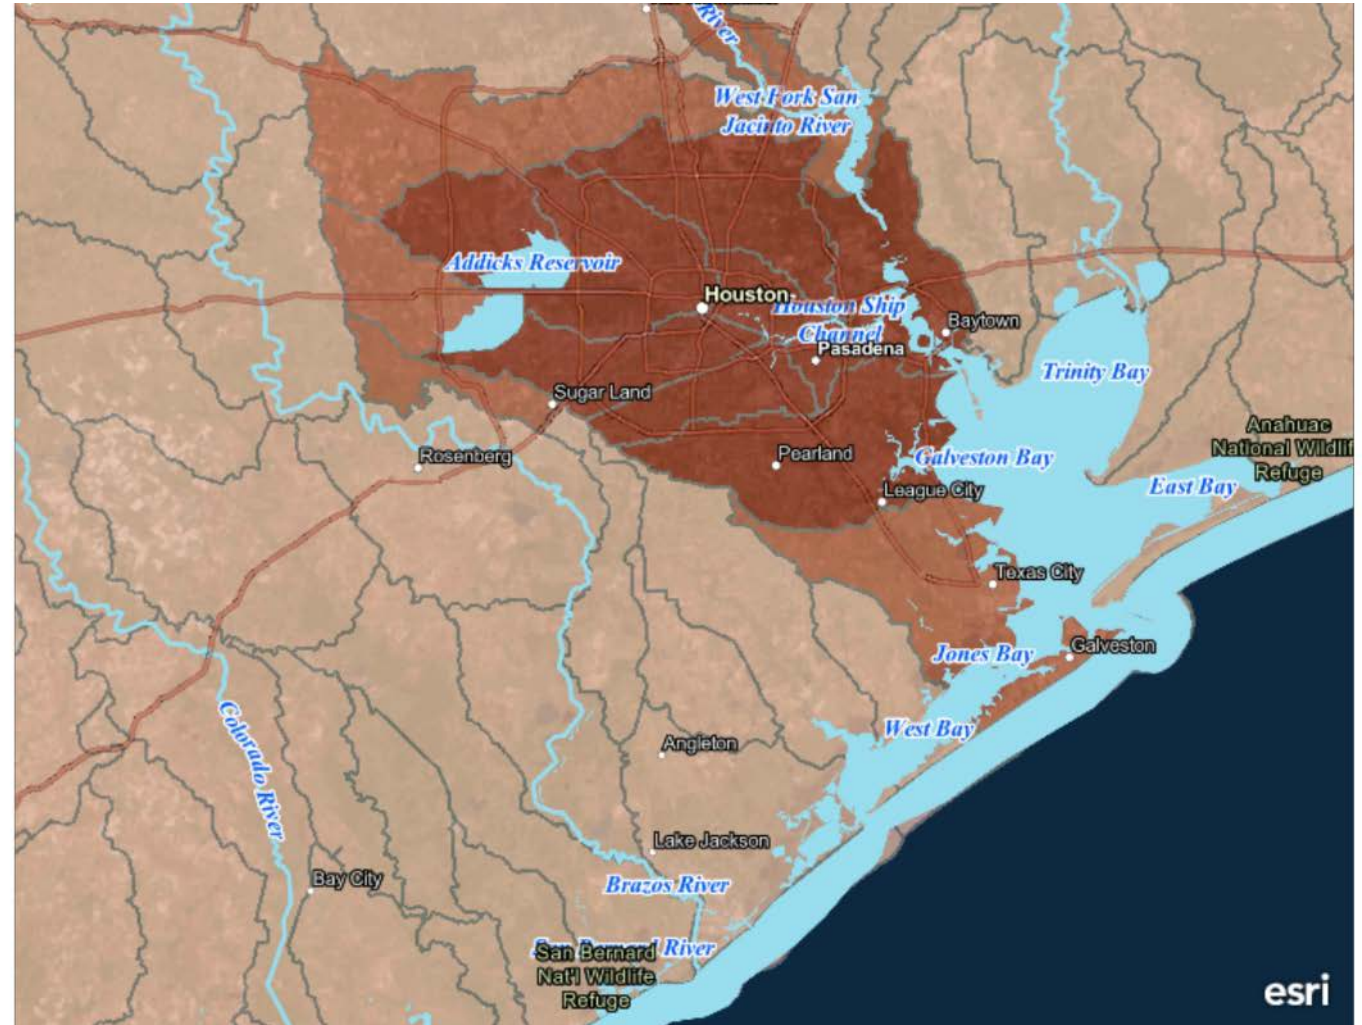 River
West Fork San
Jacinto River
Addicks Reservoir
Houston
Houston Ship
Channel
Baytown
Pasadena
Trinity Bay
Sugar Land
Anahuac
National Wildlif
Refuge
Rosenberg
Pearland
Galveston Bay
East Bay
League City
Texas City
Galveston
Jones Bay
West Bay
Colorado River
Angleton
Lake Jackson
Bay City
Brazos River
San Bernard River
San Bernard
Nat'l Wildlife
Refuge
esri